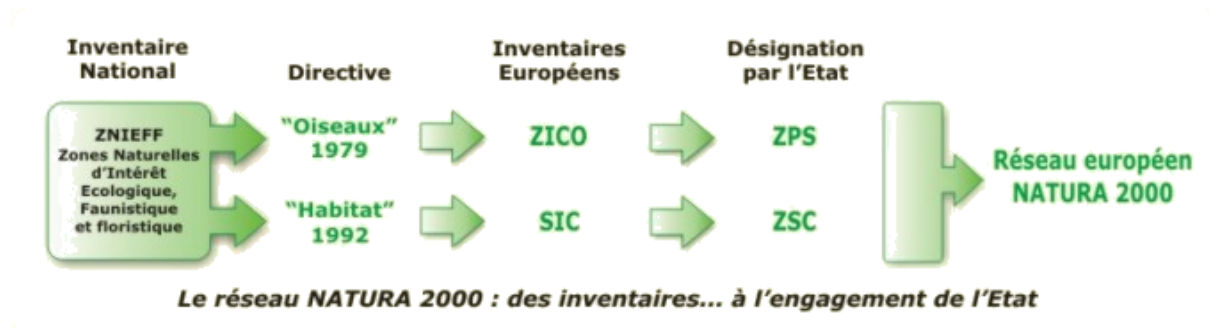 Inventaire
National
Directive
Inventaires
Européens
Désignation
par l'Etat
ZNIEFF
Zones Naturelles
d'Intérêt
Ecologique,
Faunistique
et floristique
"Oiseaux"
1979
ZICO
ZPS
"Habitat"
1992
SIC
ZSC
Réseau européen
NATURA 2000
Le réseau NATURA 2000 : des inventaires... à l'engagement de l'Etat